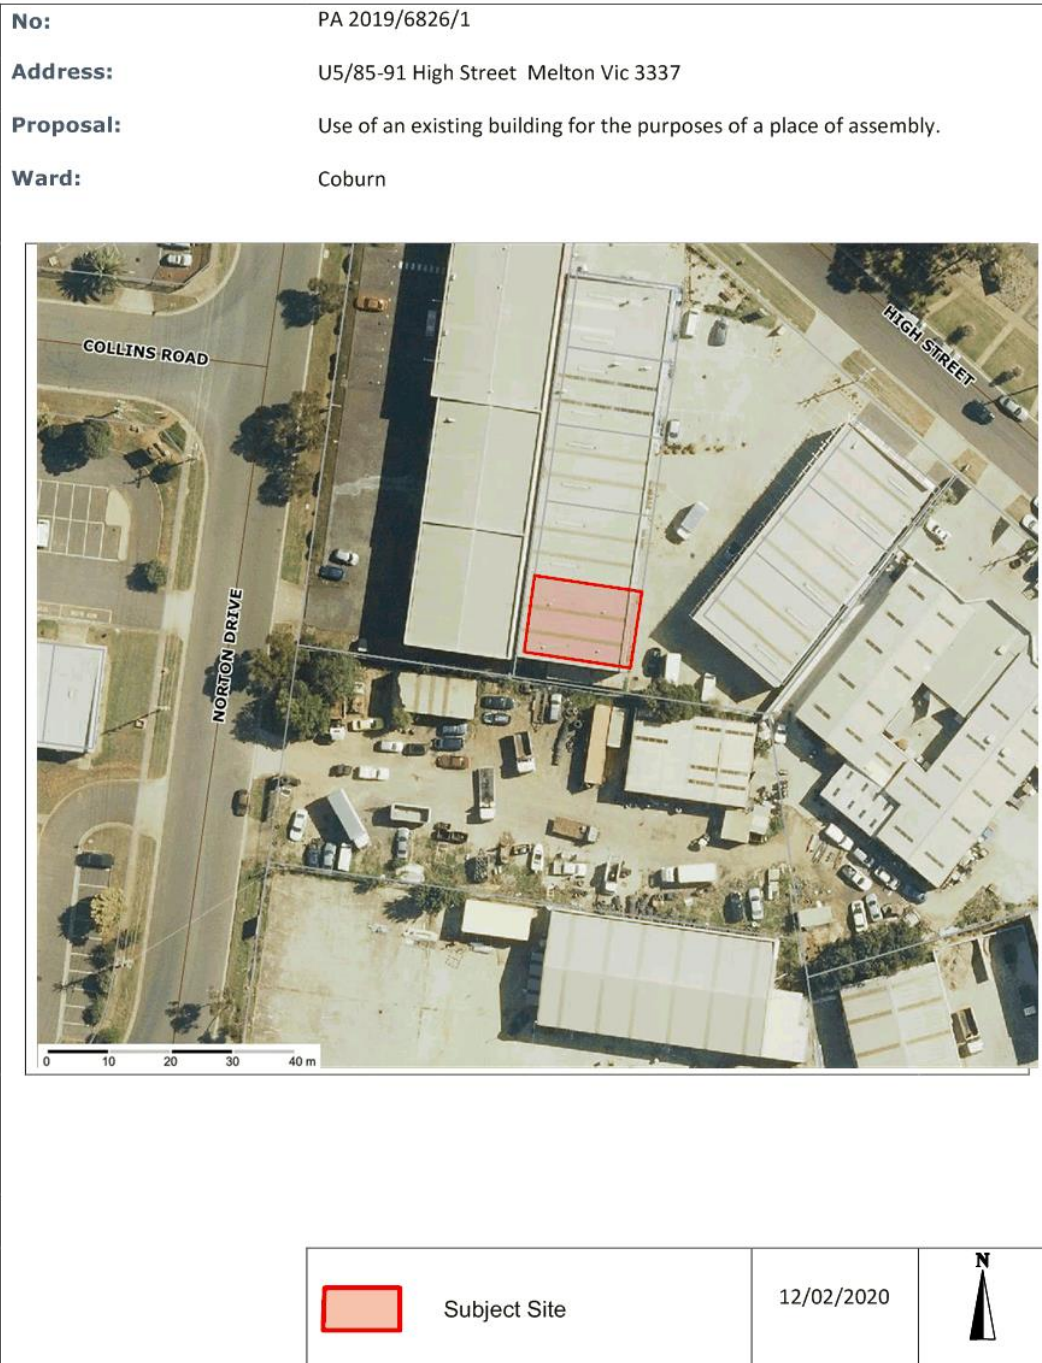 No: PA 2019/6826/1
Address: U5/85-91 High Street Melton Vic 3337
Proposal: Use of an existing building for the purposes of a place of assembly.
Ward: Coburn
HIGH STREET
COLLINS ROAD
NORTON DRIVE
0 10 20 30 40 m
N
Subject Site
12/02/2020